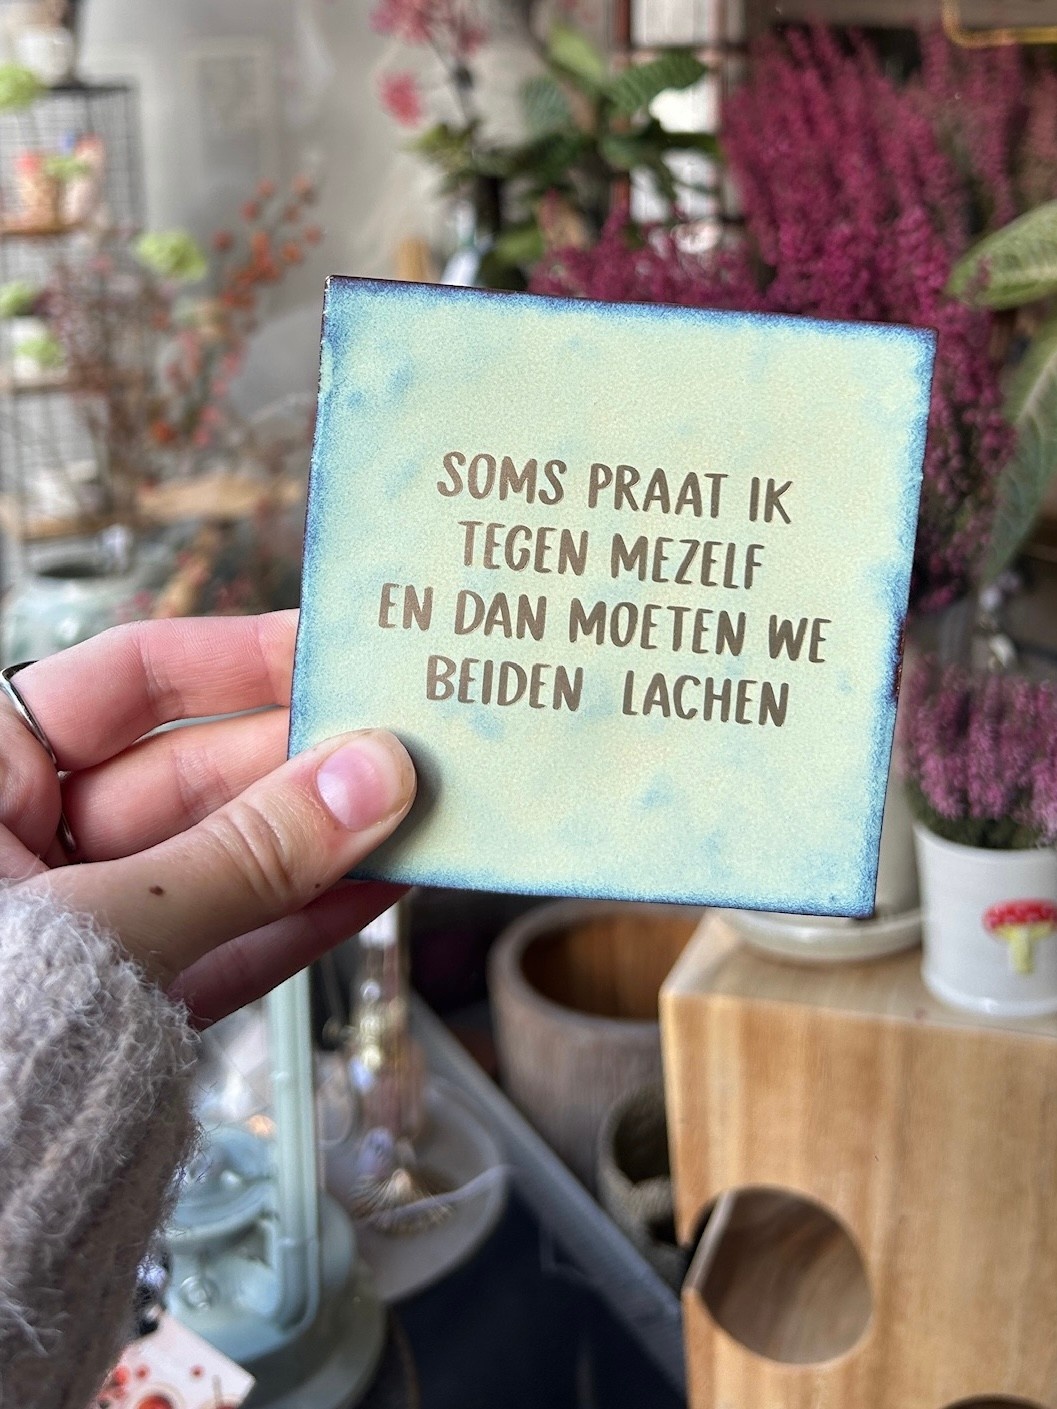 SOMS PRAAT IK
TEGEN MEZELF
EN DAN MOETEN WE
BEIDEN LACHEN